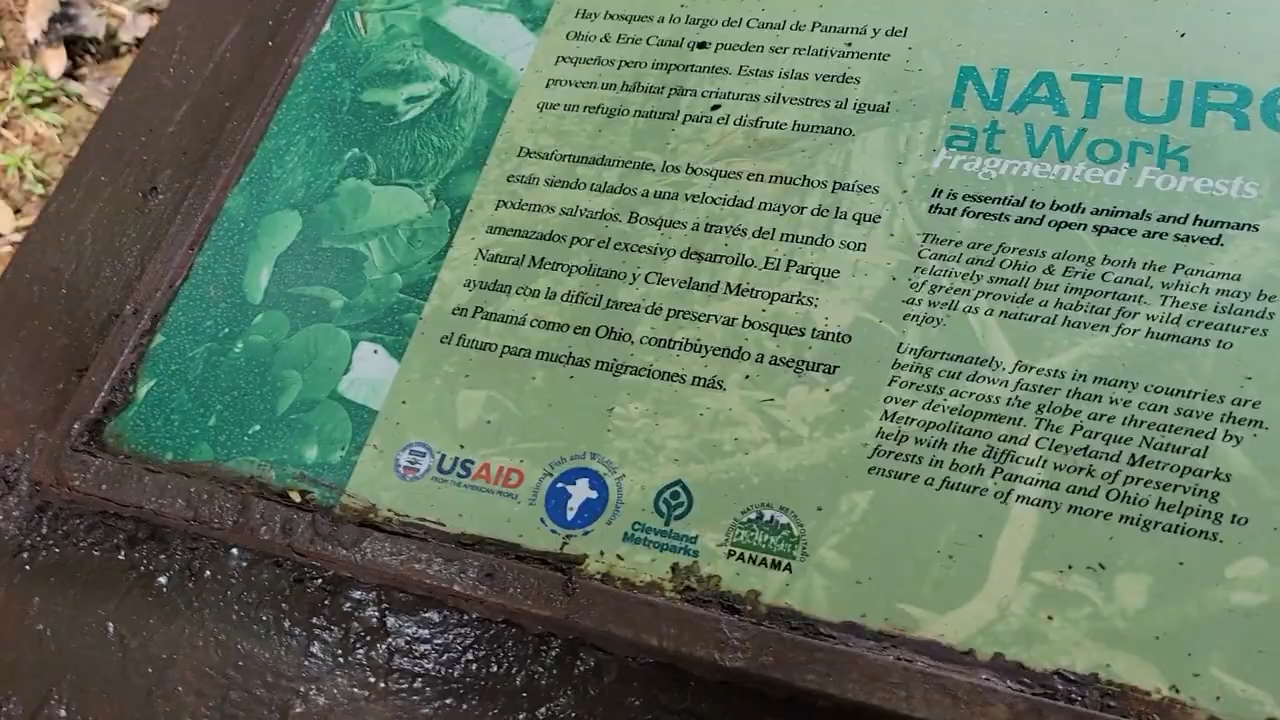 Hay bosques a lo largo del Canal de Panamá y del
Ohio & Erie Canal que pueden ser relativamente
pequeños pero importantes. Estas islas verdes
proveen un hábitat para criaturas silvestres al igual
que un refugio natural para el disfrute humano.
Desafortunadamente, los bosques en muchos países
están siendo talados a una velocidad mayor de la que
podemos salvarlos. Bosques a través del mundo son
amenazados por el excesivo desarrollo. El Parque
Natural Metropolitano y Cleveland Metroparks;
ayudan con la difícil tarea de preservar bosques tanto
en Panamá como en Ohio, contribuyendo a asegurar
el futuro para muchas migraciones más.
USAID
FROM THE AMERICAN PEOPLE
National Fish and Wildlife Foundation
Cleveland
Metroparks
PARQUE NATURAL METROPOLITANO
PANAMA
NATURE
at Work
Fragmented Forests
It is essential to both animals and humans
that forests and open space are saved.
There are forests along both the Panama
Canal and Ohio & Erie Canal, which may be
relatively small but important. These islands
of green provide a habitat for wild creatures
as well as a natural haven for humans to
enjoy.
Unfortunately, forests in many countries are
being cut down faster than we can save them.
Forests across the globe are threatened by
over development. The Parque Natural
Metropolitano and Cleveland Metroparks
help with the difficult work of preserving
forests in both Panama and Ohio helping to
ensure a future of many more migrations.